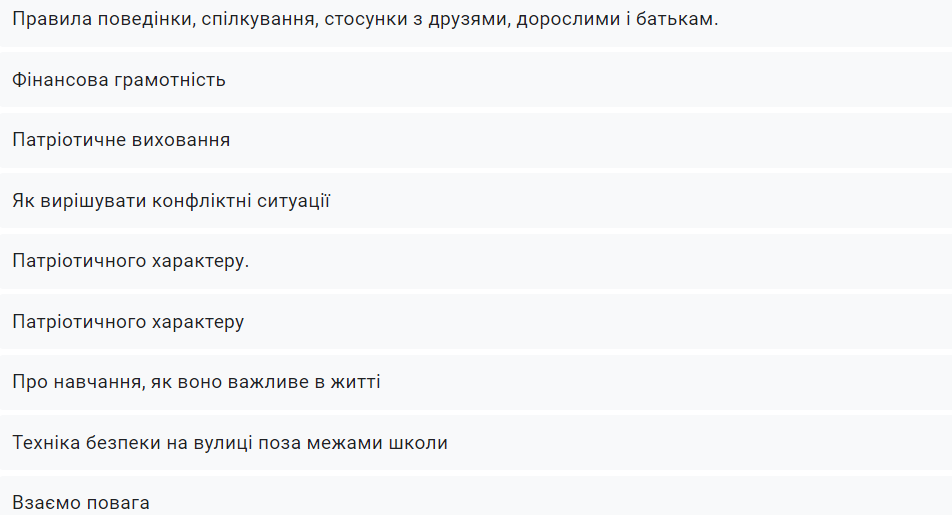 Правила поведінки, спілкування, стосунки з друзями, дорослими і батькам.
Фінансова грамотність
Патріотичне виховання
Як вирішувати конфліктні ситуації
Патріотичного характеру.
Патріотичного характеру
Про навчання, як воно важливе в житті
Техніка безпеки на вулиці поза межами школи
Взаємо повага